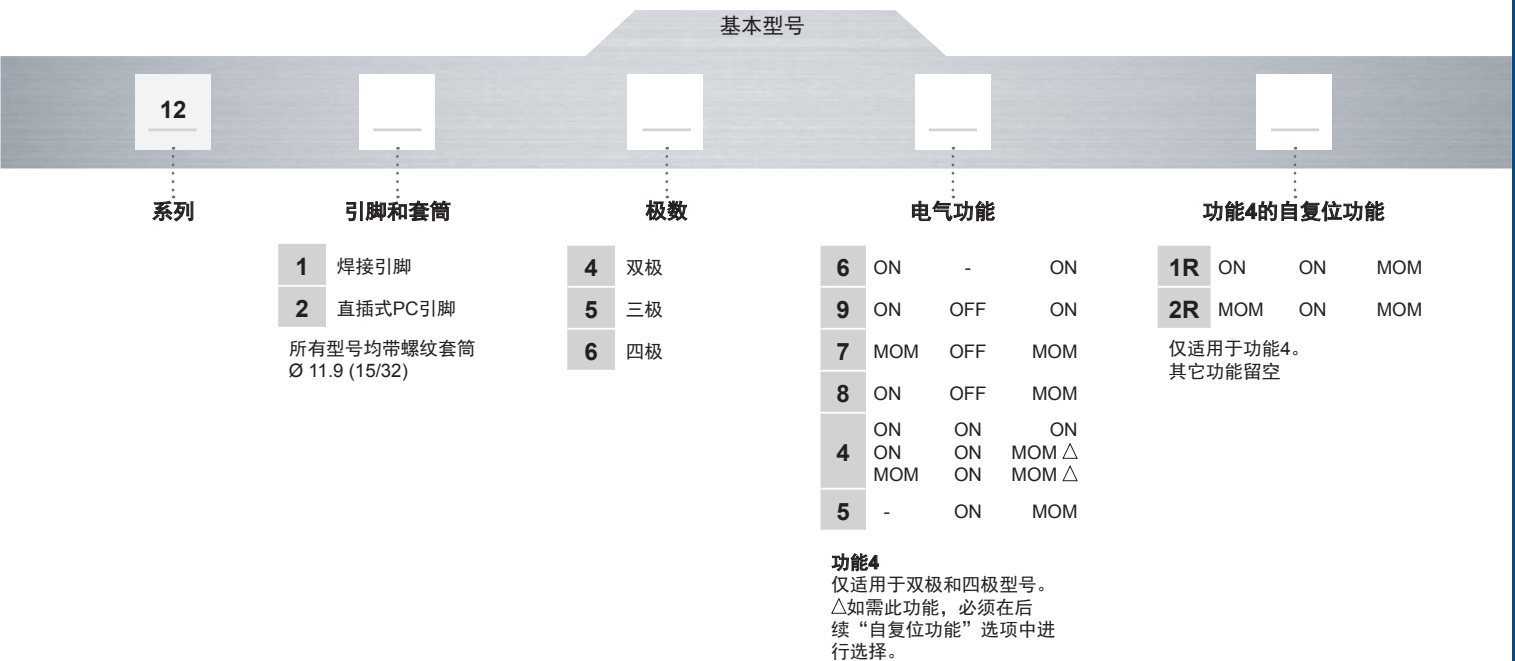 基本型号
12
系列
引脚和套筒
极数
电气功能
功能4的自复位功能
1 焊接引脚
2 直插式PC引脚
所有型号均带螺纹套筒
Ø 11.9 (15/32)
4 双极
5 三极
6 四极
6 ON - ON
9 ON OFF ON
7 MOM OFF MOM
8 ON OFF MOM
4 ON ON ON
ON ON MOM △
MOM ON MOM △
5 - ON MOM
功能4
仅适用于双极和四极型号。
△如需此功能，必须在后
续“自复位功能”选项中进
行选择。
1R ON ON MOM
2R MOM ON MOM
仅适用于功能4。
其它功能留空